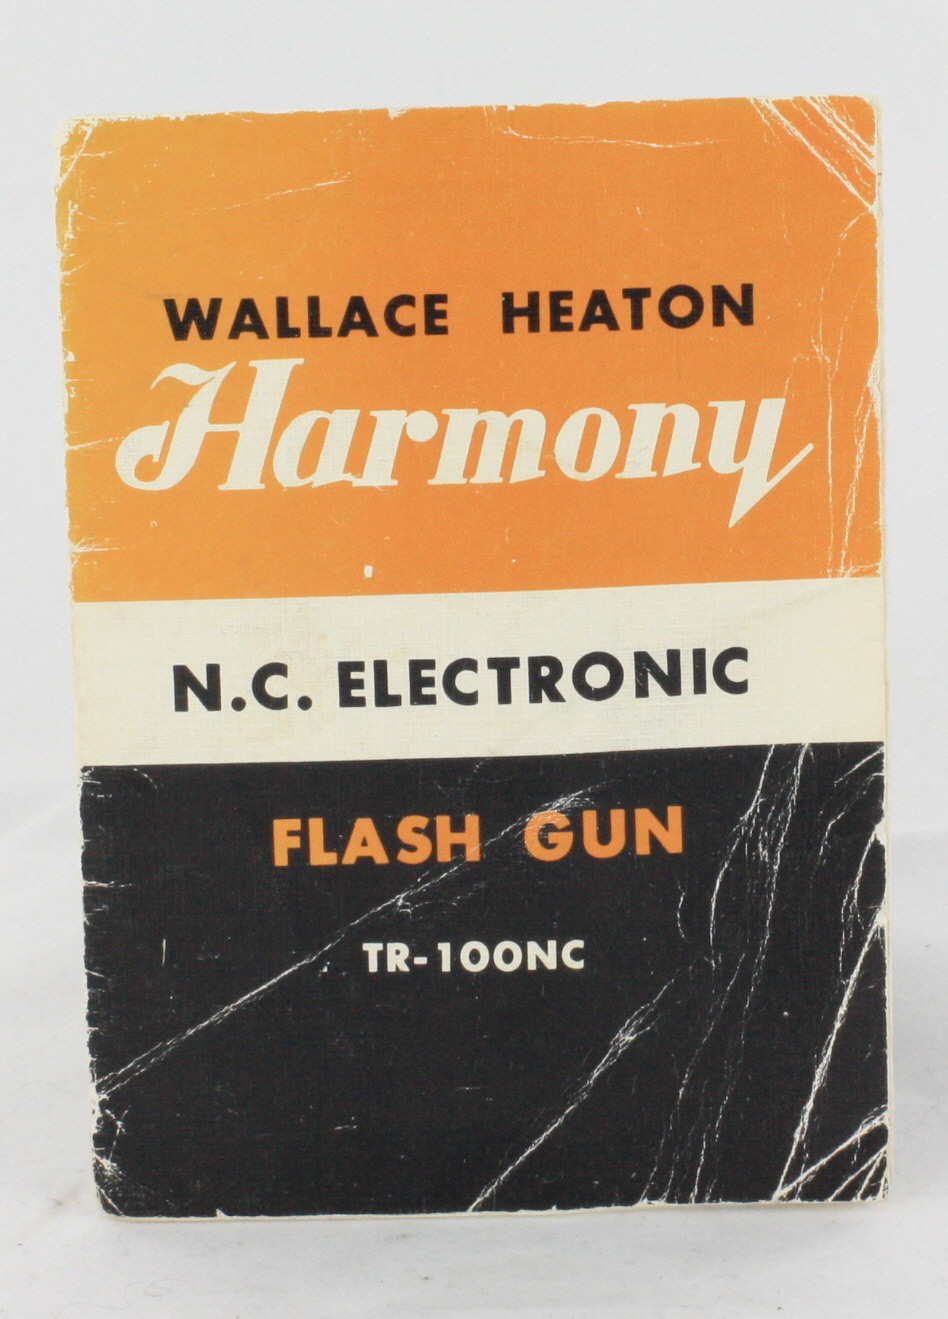 WALLACE HEATON
Harmony
N.C. ELECTRONIC
FLASH GUN
TR-100NC